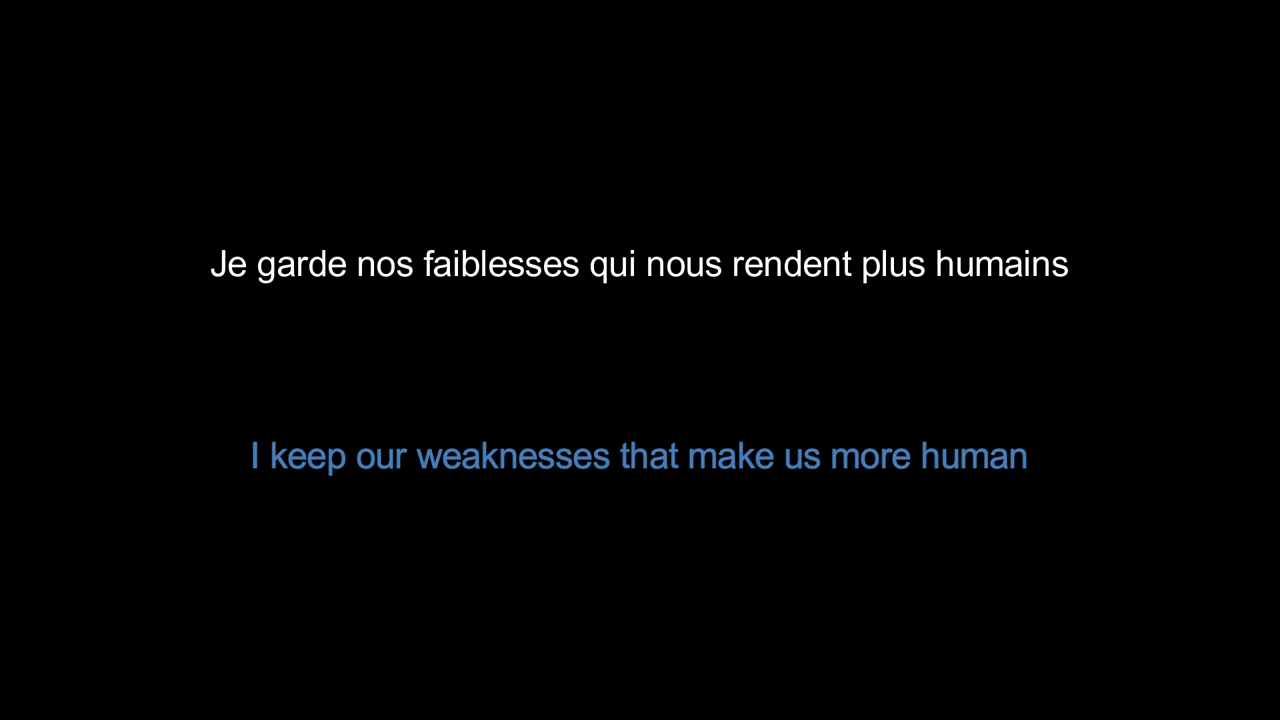 Je garde nos faiblesses qui nous rendent plus humains
I keep our weaknesses that make us more human